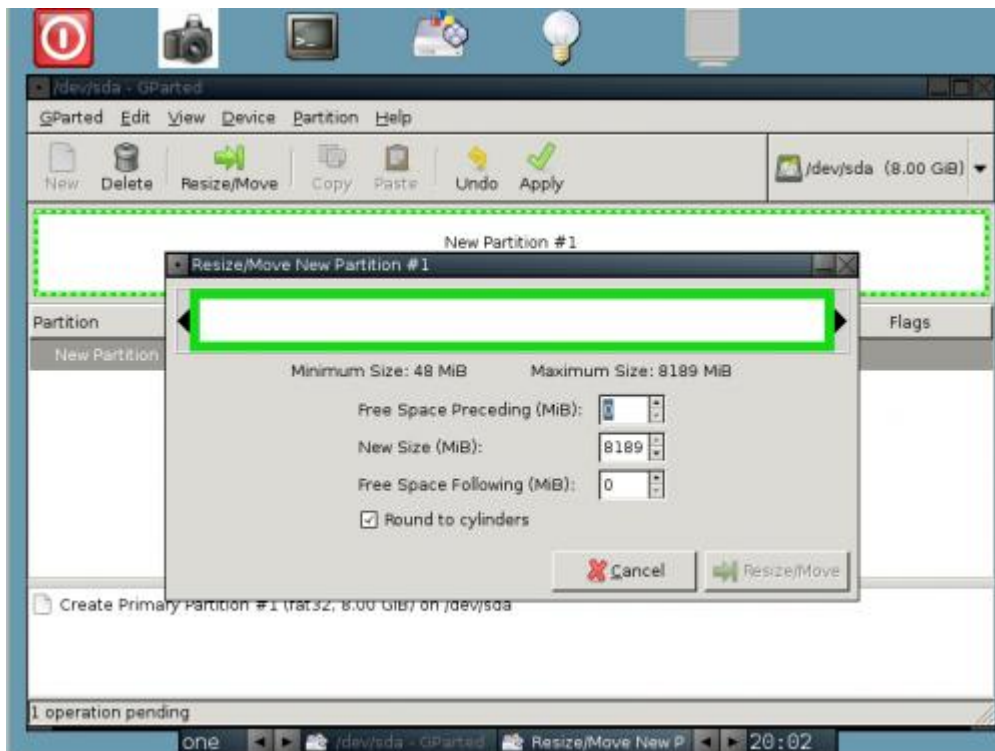 /dev/sda - GParted
GParted Edit View Device Partition Help
New Delete Resize/Move Copy Paste Undo Apply /dev/sda (8.00 GiB)
New Partition #1
Resize/Move New Partition #1
Partition Flags
New Partition
Minimum Size: 48 MiB Maximum Size: 8189 MiB
Free Space Preceding (MiB): 0
New Size (MiB): 8189
Free Space Following (MiB): 0
Round to cylinders
Cancel Resize/Move
Create Primary Partition #1 (fat32, 8.00 GiB) on /dev/sda
1 operation pending
one /dev/sda - GParted Resize/Move New P 20:02